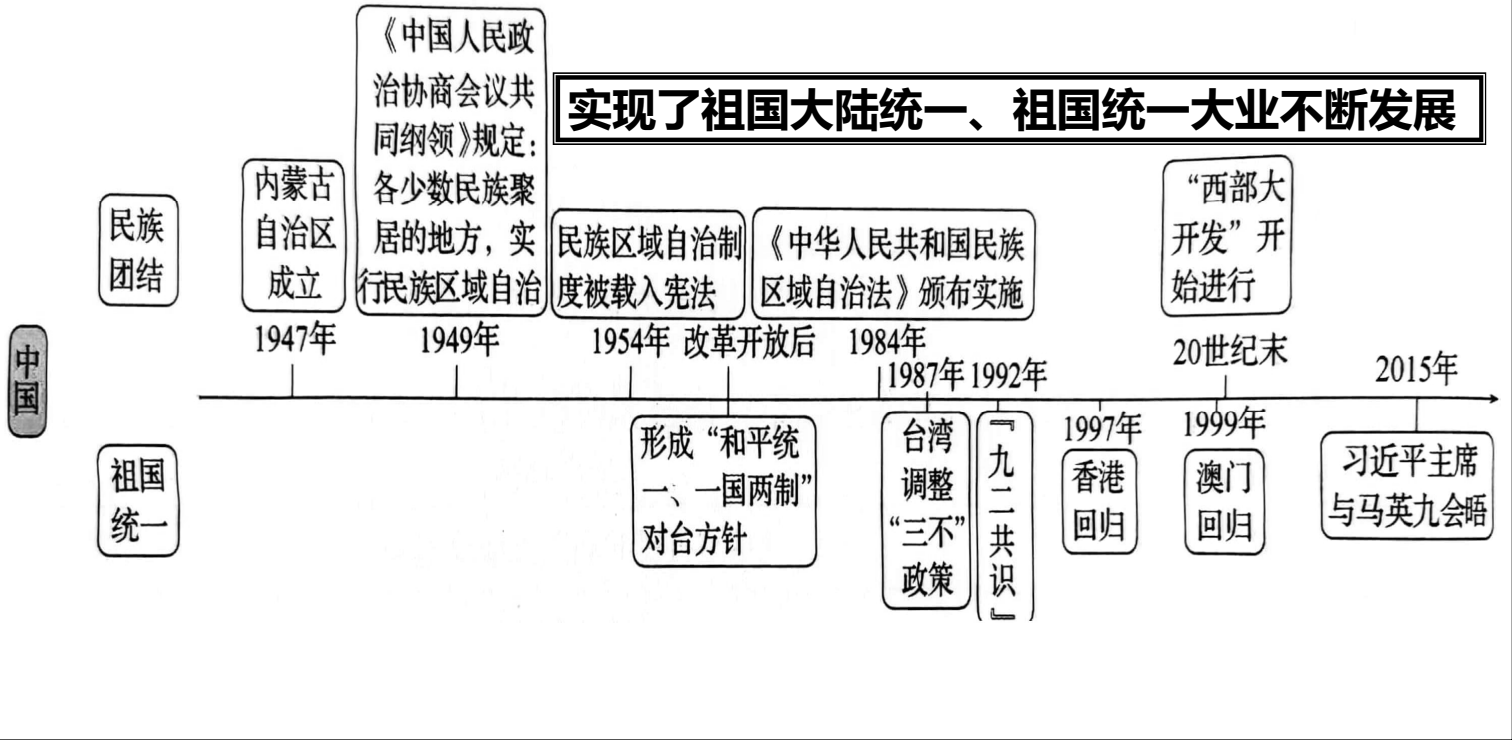 实现了祖国大陆统一、祖国统一大业不断发展
中国
民族
团结
内蒙古
自治区
成立
1947年
《中国人民政
治协商会议共
同纲领》规定：
各少数民族聚
居的地方，实
行民族区域自治
1949年
民族区域自治制
度被载入宪法
1954年
改革开放后
《中华人民共和国民族
区域自治法》颁布实施
1984年
“西部大
开发”开
始进行
20世纪末
祖国
统一
形成“和平统
一、一国两制”
对台方针
1987年
台湾
调整
“三不”
政策
1992年
『九二共识』
1997年
香港
回归
1999年
澳门
回归
2015年
习近平主席
与马英九会晤